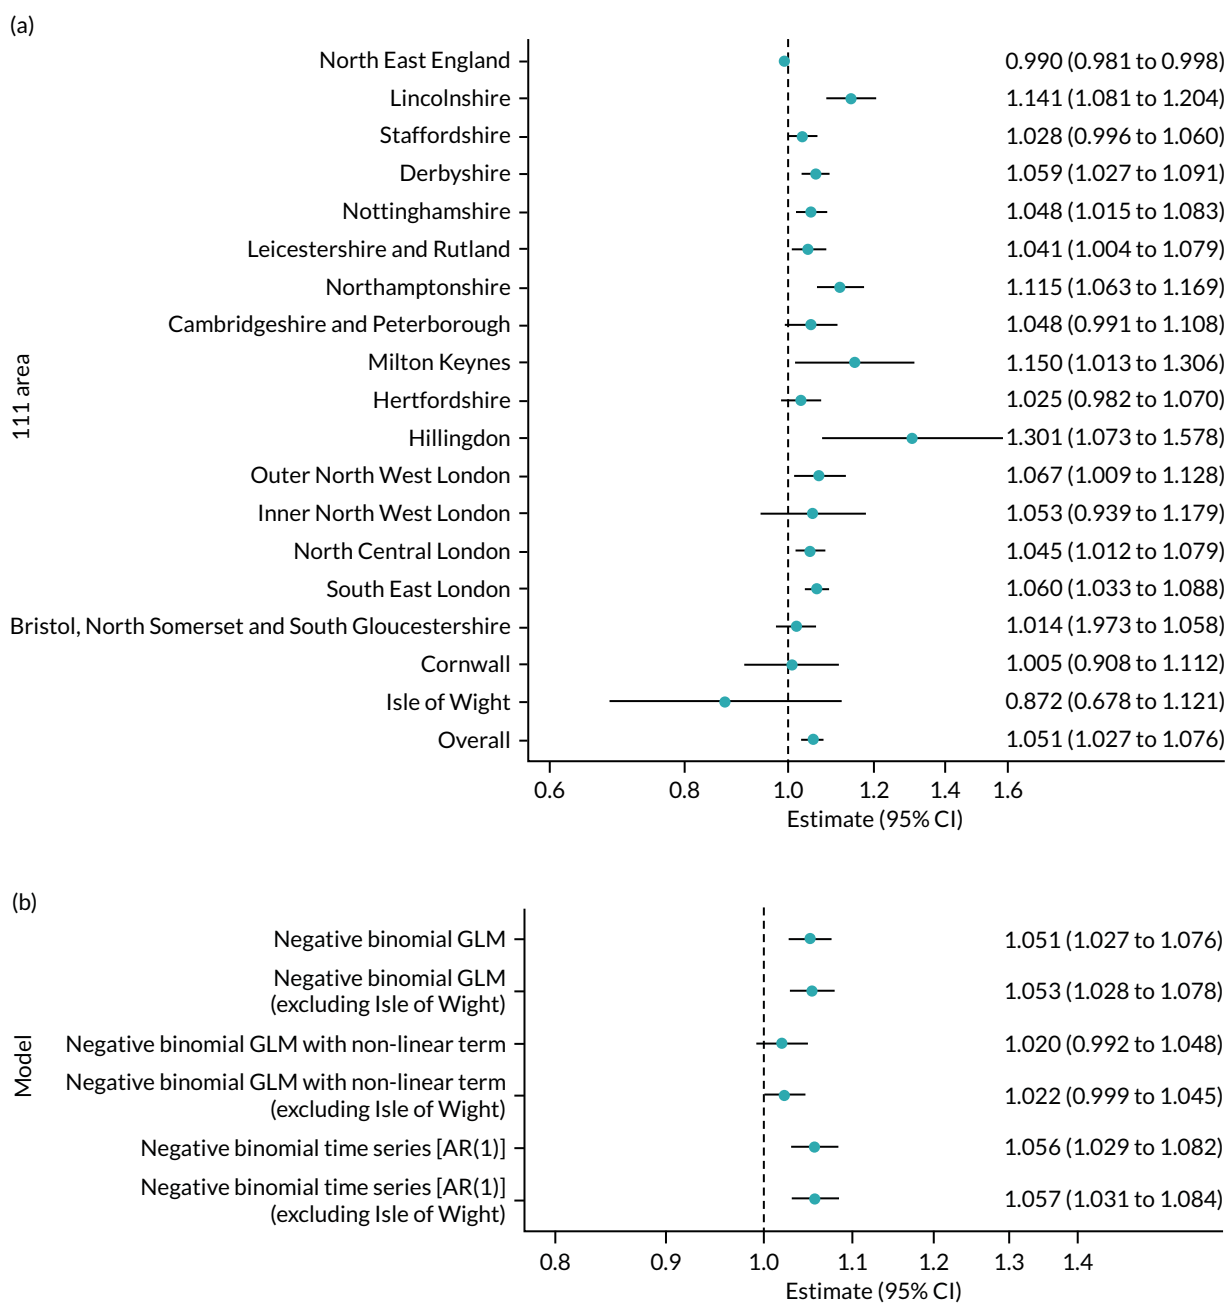 (a)
111 area
North East England 0.990 (0.981 to 0.998)
Lincolnshire 1.141 (1.081 to 1.204)
Staffordshire 1.028 (0.996 to 1.060)
Derbyshire 1.059 (1.027 to 1.091)
Nottinghamshire 1.048 (1.015 to 1.083)
Leicestershire and Rutland 1.041 (1.004 to 1.079)
Northamptonshire 1.115 (1.063 to 1.169)
Cambridgeshire and Peterborough 1.048 (0.991 to 1.108)
Milton Keynes 1.150 (1.013 to 1.306)
Hertfordshire 1.025 (0.982 to 1.070)
Hillingdon 1.301 (1.073 to 1.578)
Outer North West London 1.067 (1.009 to 1.128)
Inner North West London 1.053 (0.939 to 1.179)
North Central London 1.045 (1.012 to 1.079)
South East London 1.060 (1.033 to 1.088)
Bristol, North Somerset and South Gloucestershire 1.014 (1.973 to 1.058)
Cornwall 1.005 (0.908 to 1.112)
Isle of Wight 0.872 (0.678 to 1.121)
Overall 1.051 (1.027 to 1.076)
0.6 0.8 1.0 1.2 1.4 1.6
Estimate (95% CI)
(b)
Model
Negative binomial GLM 1.051 (1.027 to 1.076)
Negative binomial GLM
(excluding Isle of Wight) 1.053 (1.028 to 1.078)
Negative binomial GLM with non-linear term 1.020 (0.992 to 1.048)
Negative binomial GLM with non-linear term
(excluding Isle of Wight) 1.022 (0.999 to 1.045)
Negative binomial time series [AR(1)] 1.056 (1.029 to 1.082)
Negative binomial time series [AR(1)]
(excluding Isle of Wight) 1.057 (1.031 to 1.084)
0.8 0.9 1.0 1.1 1.2 1.3 1.4
Estimate (95% CI)